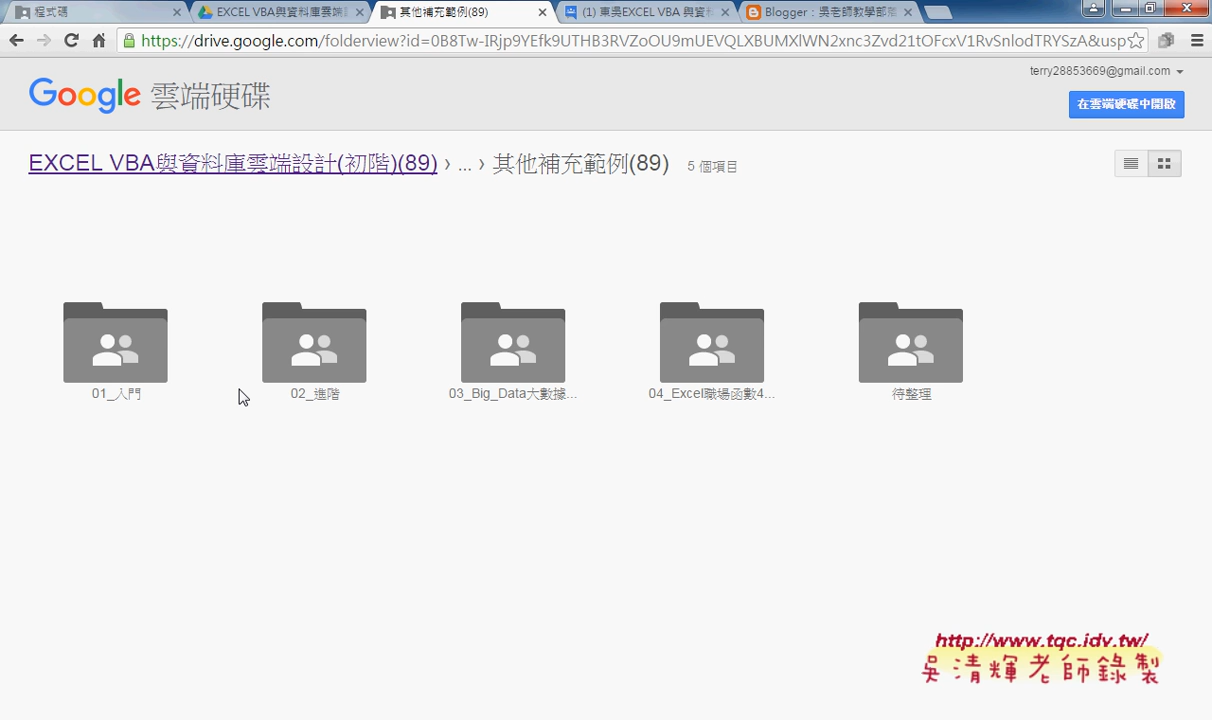 程式碼
EXCEL VBA與資料庫雲端
其他補充範例(89)
(1) 東吳EXCEL VBA 與資
Blogger：吳老師教學部落
https://drive.google.com/folderview?id=0B8Tw-IRjp9YEfk9UTHB3RVZoOU9mUEVQLXBUMXlWN2xnc3Zvd21tOFcxV1RvSnlodTRYSzA&usp
terry28853669@gmail.com
Google 雲端硬碟
在雲端硬碟中開啟
EXCEL VBA與資料庫雲端設計(初階)(89) › ... › 其他補充範例(89) 5 個項目
01_入門
02_進階
03_Big_Data大數據...
04_Excel職場函數4...
待整理
http://www.tqc.idv.tw/
吳清輝老師錄製